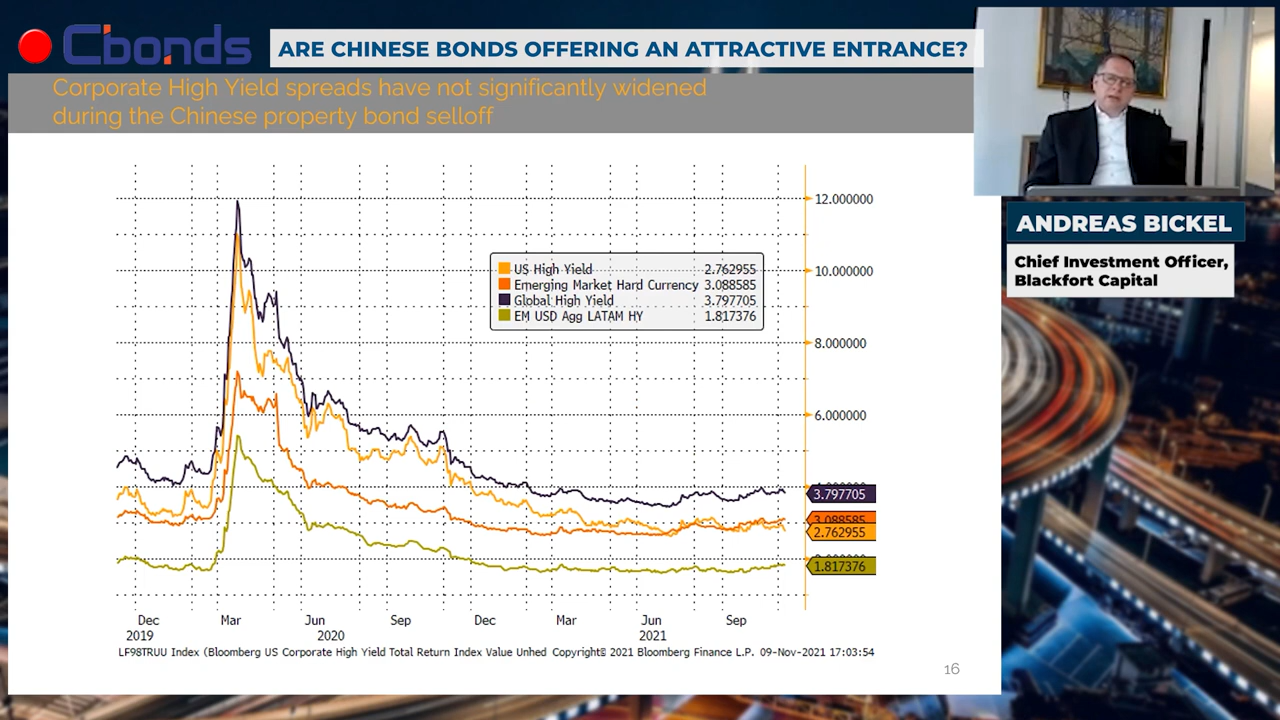 Cbonds
ARE CHINESE BONDS OFFERING AN ATTRACTIVE ENTRANCE?
Corporate High Yield spreads have not significantly widened
during the Chinese property bond selloff
ANDREAS BICKEL
Chief Investment Officer,
Blackfort Capital
12.000000
10.000000
8.000000
6.000000
US High Yield 2.762955
Emerging Market Hard Currency 3.088585
Global High Yield 3.797705
EM USD Agg LATAM HY 1.817376
3.797705
3.088585
2.762955
1.817376
Dec Mar Jun Sep Dec Mar Jun Sep
2019 2020 2021
LF98TRUU Index (Bloomberg US Corporate High Yield Total Return Index Value Unhed Copyright© 2021 Bloomberg Finance L.P. 09-Nov-2021 17:03:54
16